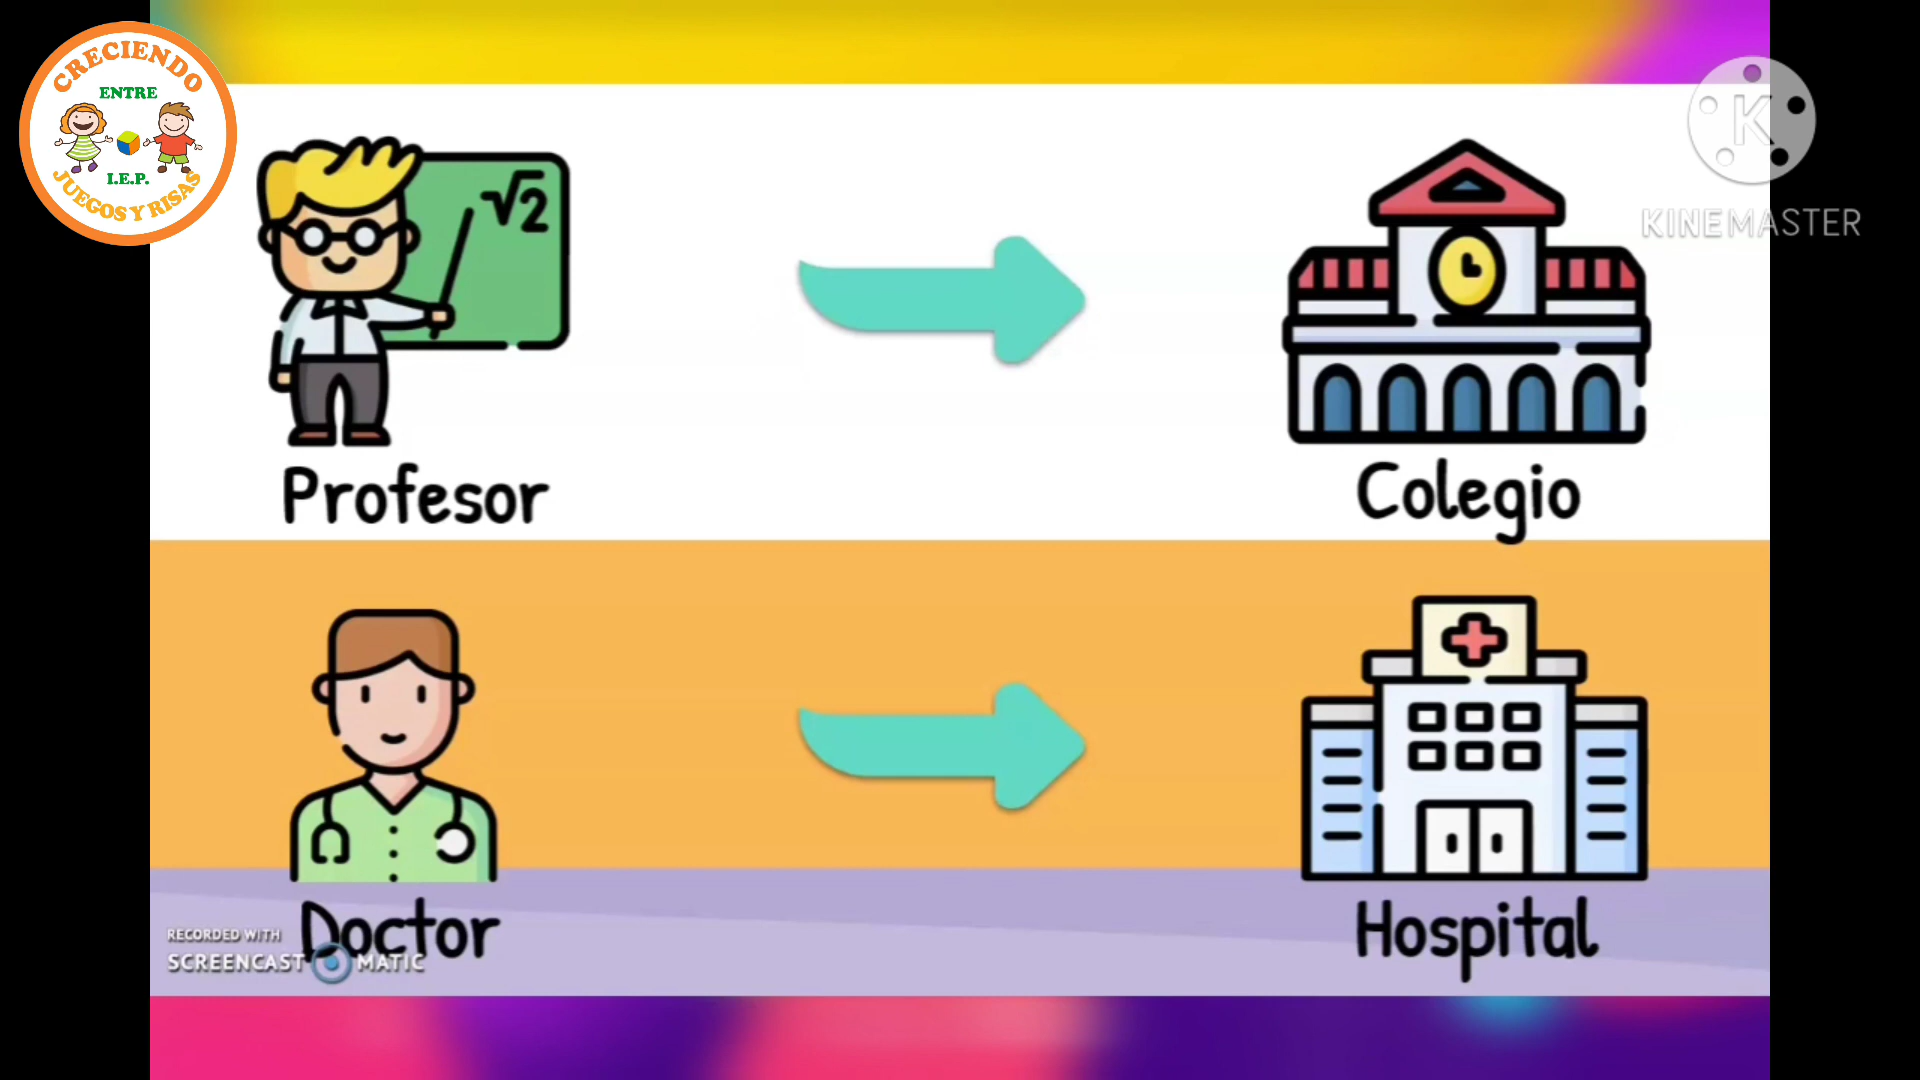 CRECIENDO
ENTRE
I.E.P.
JUEGOS Y RISAS
√2
K
KINEMASTER
Profesor
Colegio
Doctor
Hospital
RECORDED WITH
SCREENCAST MATIC